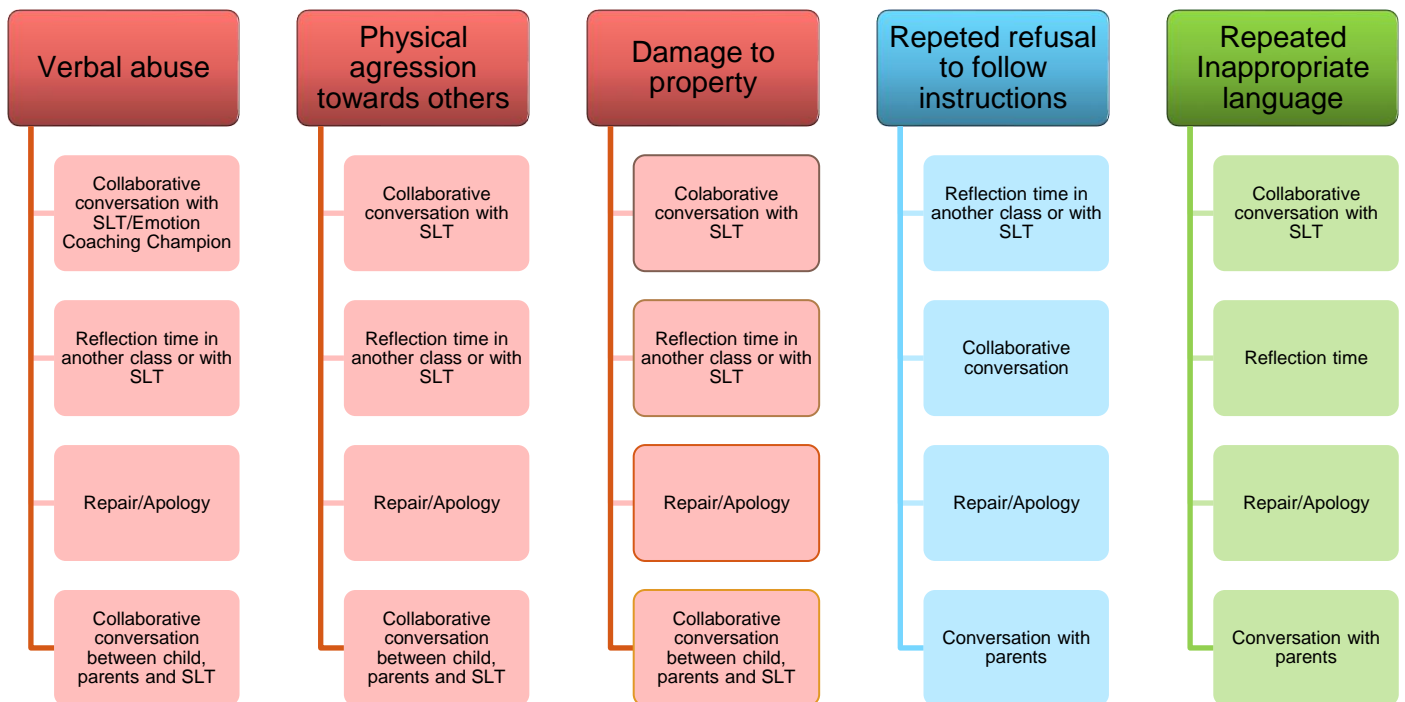 Verbal abuse
Collaborative
conversation with
SLT/Emotion
Coaching Champion
Reflection time in
another class or with
SLT
Repair/Apology
Collaborative
conversation
between child,
parents and SLT
Physical
agression
towards others
Collaborative
conversation with
SLT
Reflection time in
another class or with
SLT
Repair/Apology
Collaborative
conversation
between child,
parents and SLT
Damage to
property
Colaborative
conversation with
SLT
Reflection time in
another class or with
SLT
Repair/Apology
Collaborative
conversation
between child,
parents and SLT
Repeted refusal
to follow
instructions
Reflection time in
another class or with
SLT
Collaborative
conversation
Repair/Apology
Conversation with
parents
Repeated
Inappropriate
language
Collaborative
conversation with
SLT
Reflection time
Repair/Apology
Conversation with
parents